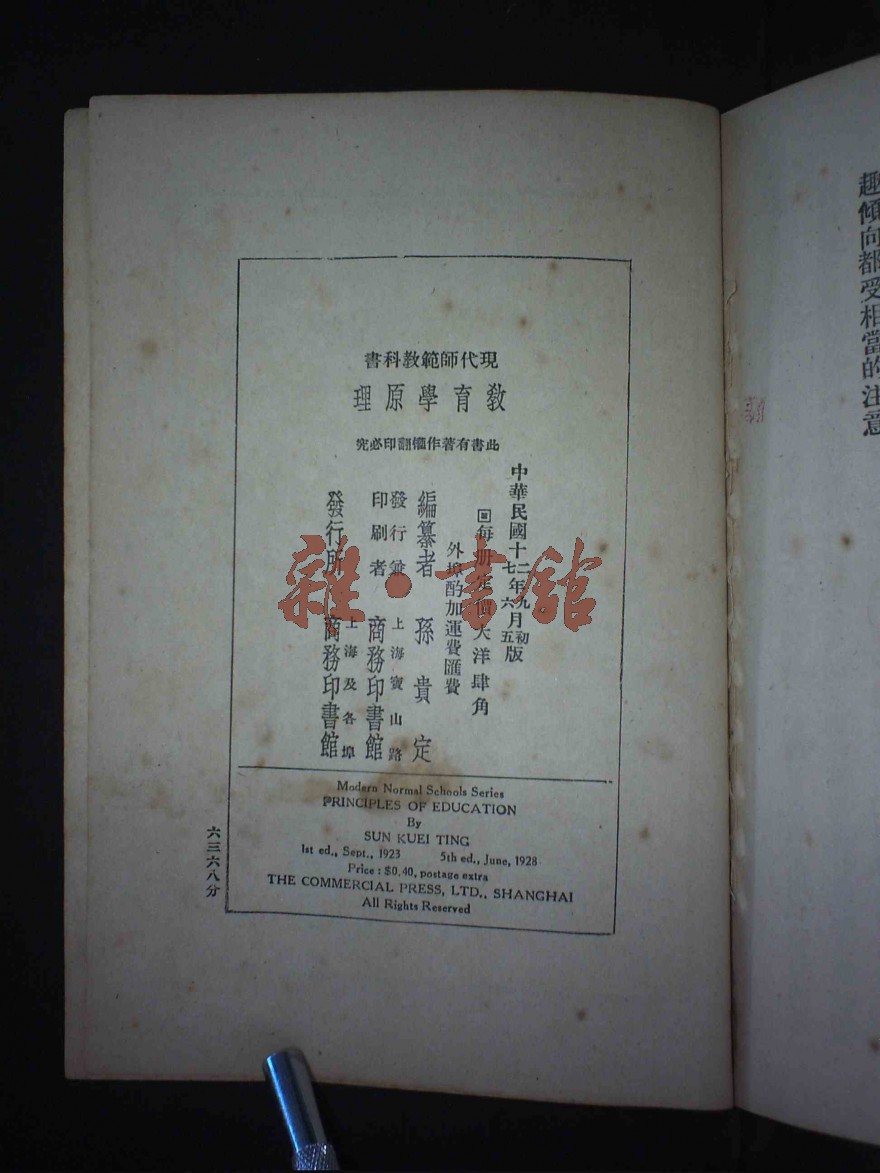 趣傾向都受相當的注意
現代師範教科書
教育學原理
此書有著作權翻印必究
中華民國十二年九月初版
十七年六月五版
回每册定價大洋肆角
外埠酌加運費匯費
編纂者 孫貴定
發行兼印刷者 上海寶山路 商務印書館
發行所 上海及各埠 商務印書館
Modern Normal Schools Series
PRINCIPLES OF EDUCATION
By
SUN KUEI TING
1st ed., Sept., 1923 5th ed., June, 1928
Price : $0.40, postage extra
THE COMMERCIAL PRESS, LTD., SHANGHAI
All Rights Reserved
六三六八分
雜·書館